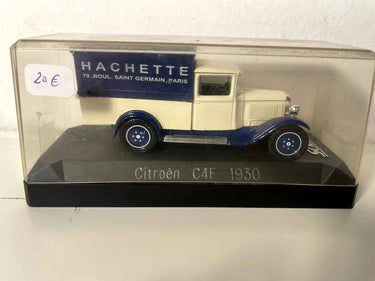 HACHETTE
79, BOUL. SAINT GERMAIN, PARIS
20 €
Citroën C4F 1930